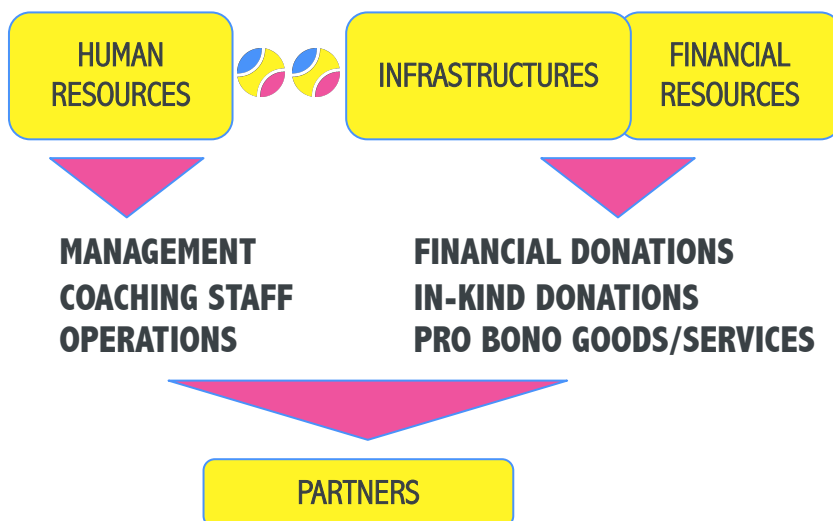 HUMAN
RESOURCES
INFRASTRUCTURES
FINANCIAL
RESOURCES
MANAGEMENT
COACHING STAFF
OPERATIONS
FINANCIAL DONATIONS
IN-KIND DONATIONS
PRO BONO GOODS/SERVICES
PARTNERS